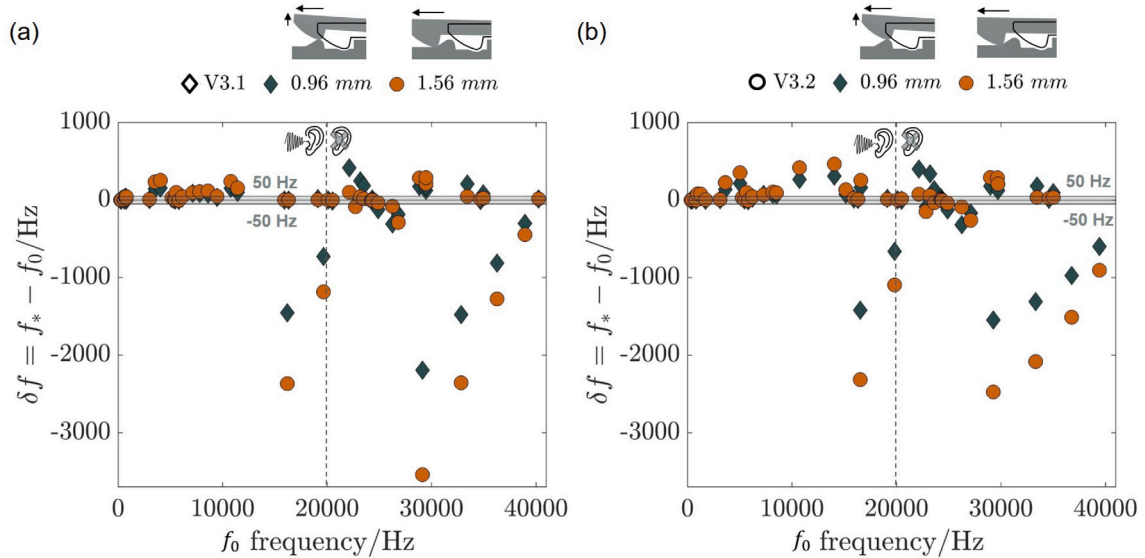 (a)
V3.1 0.96 mm 1.56 mm
1000
0
-1000
-2000
-3000
50 Hz
-50 Hz
δf = f* − f0/Hz
0 10000 20000 30000 40000
f0 frequency/Hz
(b)
V3.2 0.96 mm 1.56 mm
1000
0
-1000
-2000
-3000
50 Hz
-50 Hz
δf = f* − f0/Hz
0 10000 20000 30000 40000
f0 frequency/Hz